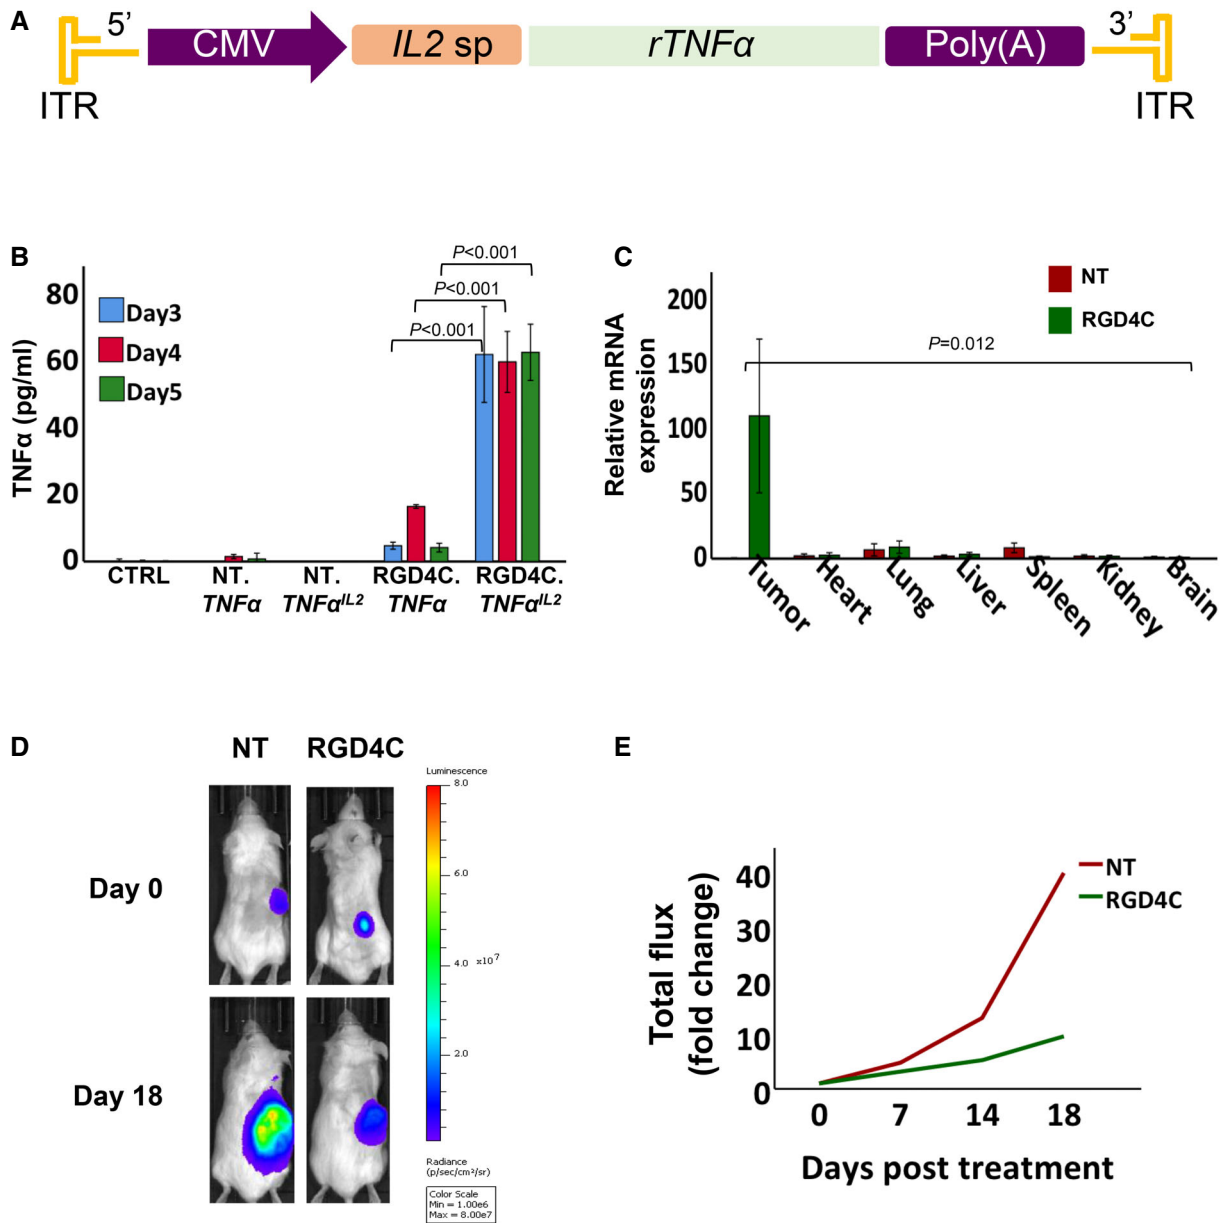 A
5’
CMV
IL2 sp
rTNFα
Poly(A)
3’
ITR
ITR
B
TNFα (pg/ml)
80
60
40
20
0
Day3
Day4
Day5
P<0.001
P<0.001
P<0.001
CTRL
NT.
TNFα
NT.
TNFαIL2
RGD4C.
TNFα
RGD4C.
TNFαIL2
C
Relative mRNA
expression
200
150
100
50
0
NT
RGD4C
P=0.012
Tumor
Heart
Lung
Liver
Spleen
Kidney
Brain
D
NT
RGD4C
Day 0
Day 18
Luminescence
8.0
6.0
4.0 x10⁷
2.0
Radiance
(p/sec/cm²/sr)
Color Scale
Min = 1.00e6
Max = 8.00e7
E
Total flux
(fold change)
40
30
20
10
0
NT
RGD4C
0 7 14 18
Days post treatment